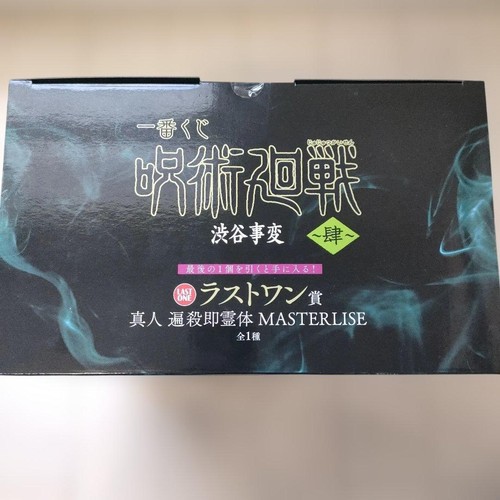 一番くじ
じゅじゅつかいせん
呪術廻戦
渋谷事変
～肆～
最後の1個を引くと手に入る!
LAST ONE ラストワン賞
真人 遍殺即霊体 MASTERLISE
全1種